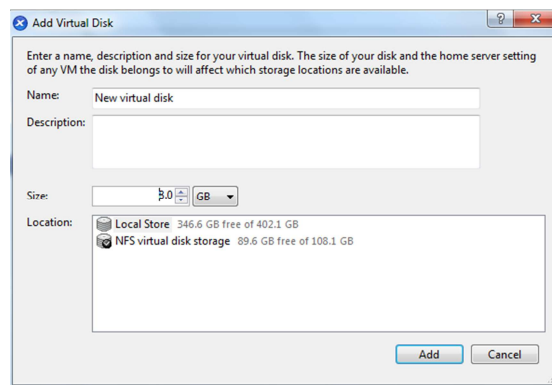 Add Virtual Disk
Enter a name, description and size for your virtual disk. The size of your disk and the home server setting
of any VM the disk belongs to will affect which storage locations are available.
Name: New virtual disk
Description:
Size: 8.0 GB
Location: Local Store 346.6 GB free of 402.1 GB
NFS virtual disk storage 89.6 GB free of 108.1 GB
Add Cancel